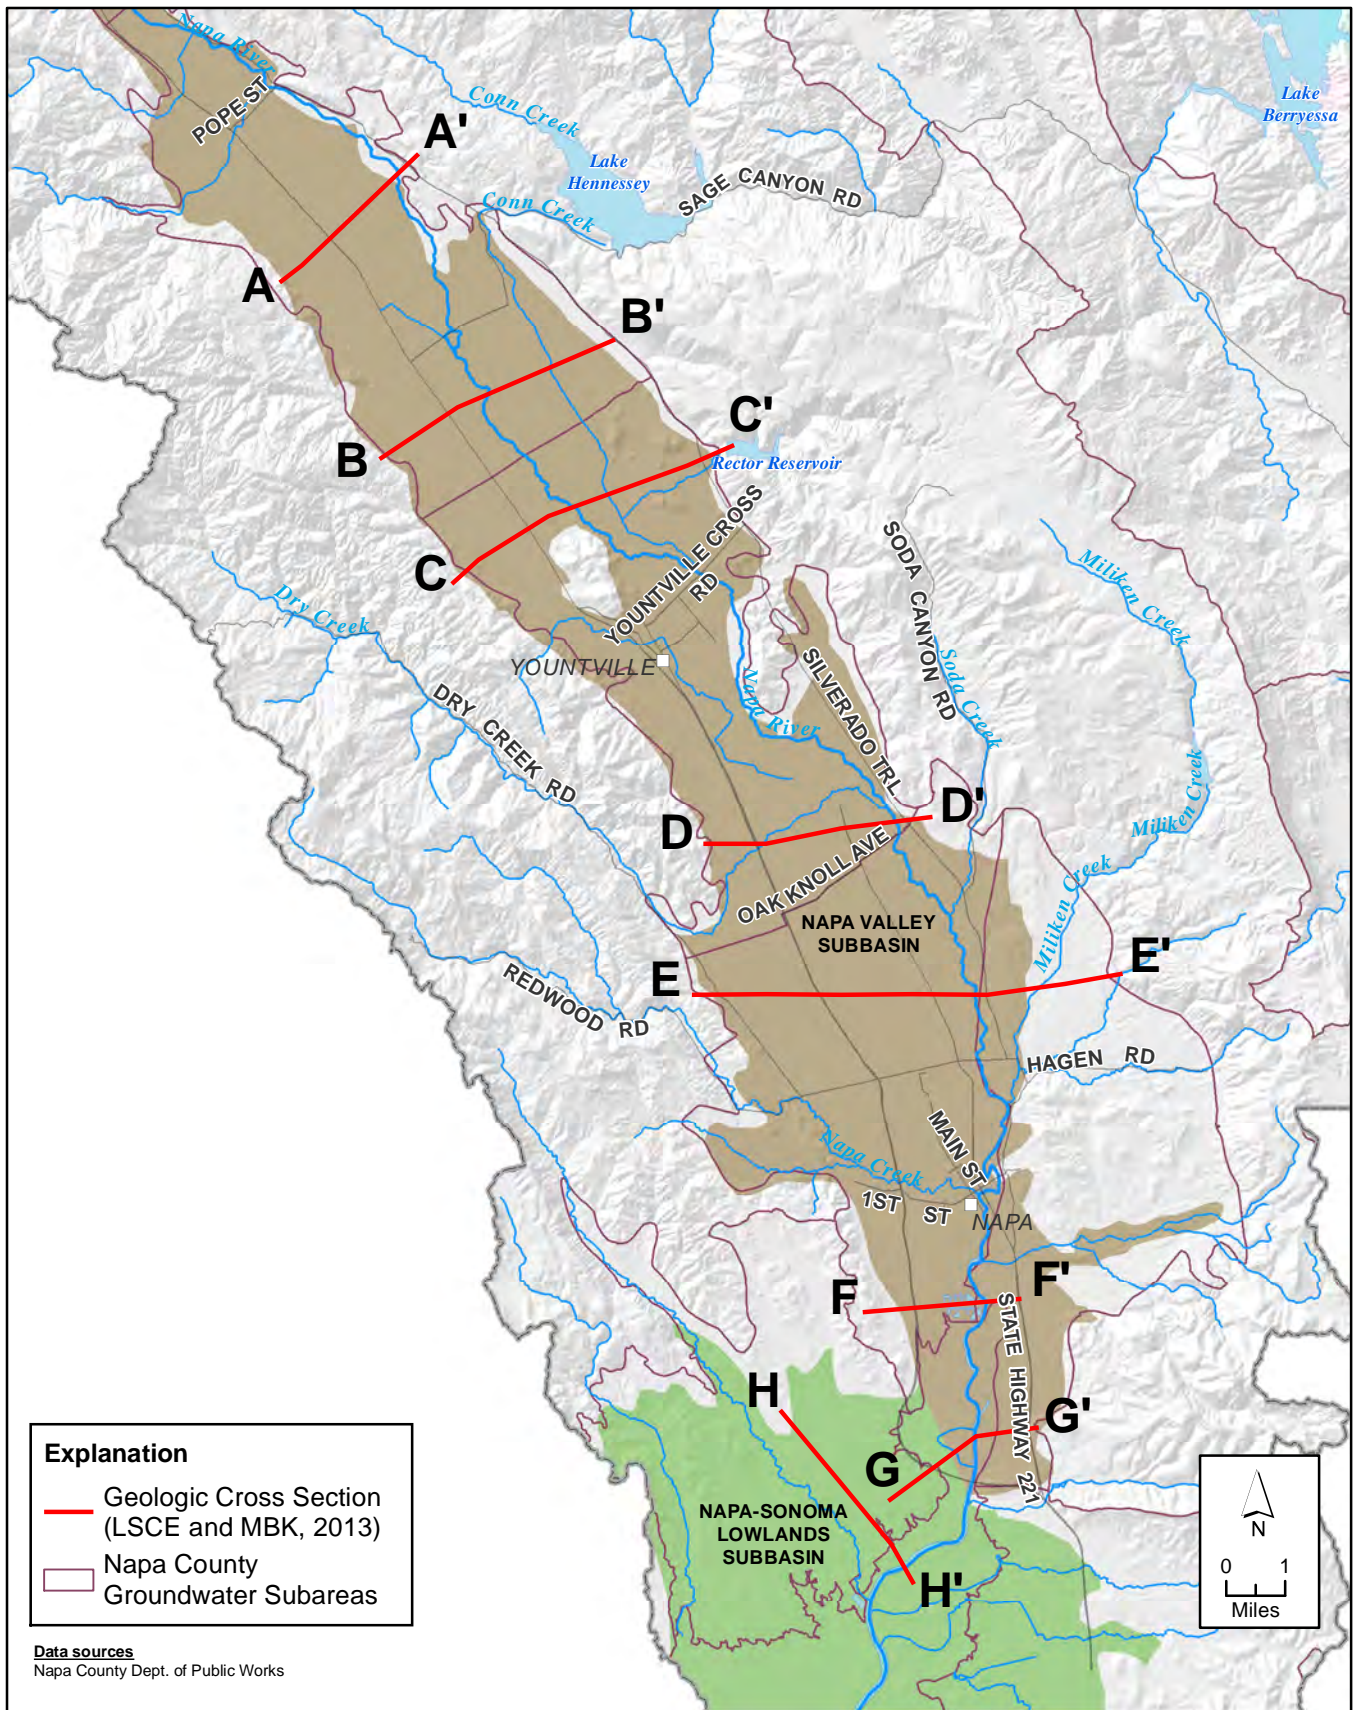 Napa River
POPE ST
Conn Creek
A'
Lake
Hennessey
Lake
Berryessa
SAGE CANYON RD
Conn Creek
A
B'
C'
B
Rector Reservoir
C
YOUNTVILLE CROSS
RD
SODA CANYON RD
Miliken Creek
Dry Creek
YOUNTVILLE
Soda Creek
SILVERADO TRL
Napa River
DRY CREEK RD
Miliken Creek
D
D'
OAK KNOLL AVE
Miliken Creek
NAPA VALLEY
SUBBASIN
E
E'
REDWOOD RD
HAGEN RD
MAIN ST
Napa Creek
1ST ST
NAPA
F
F'
STATE HIGHWAY 221
H
G'
G
NAPA-SONOMA
LOWLANDS
SUBBASIN
H'
Explanation
Geologic Cross Section
(LSCE and MBK, 2013)
Napa County
Groundwater Subareas
N
0 1
Miles
Data sources
Napa County Dept. of Public Works